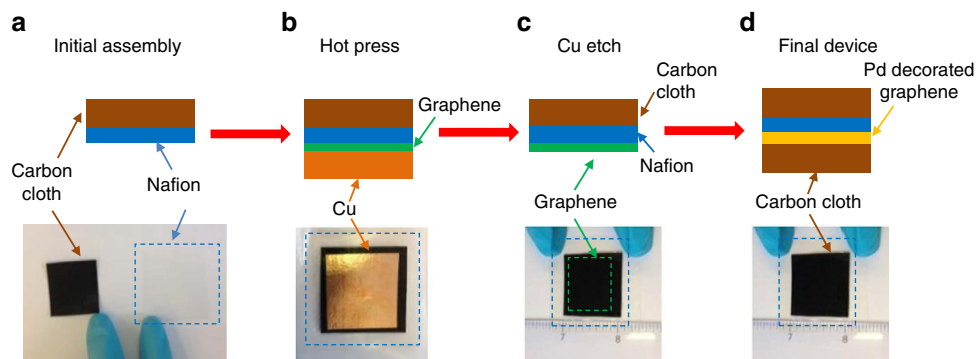 a
Initial assembly
Carbon
cloth
Nafion
b
Hot press
Graphene
Cu
c
Cu etch
Carbon
cloth
Nafion
Graphene
7
8
d
Final device
Pd decorated
graphene
Carbon cloth
7
8